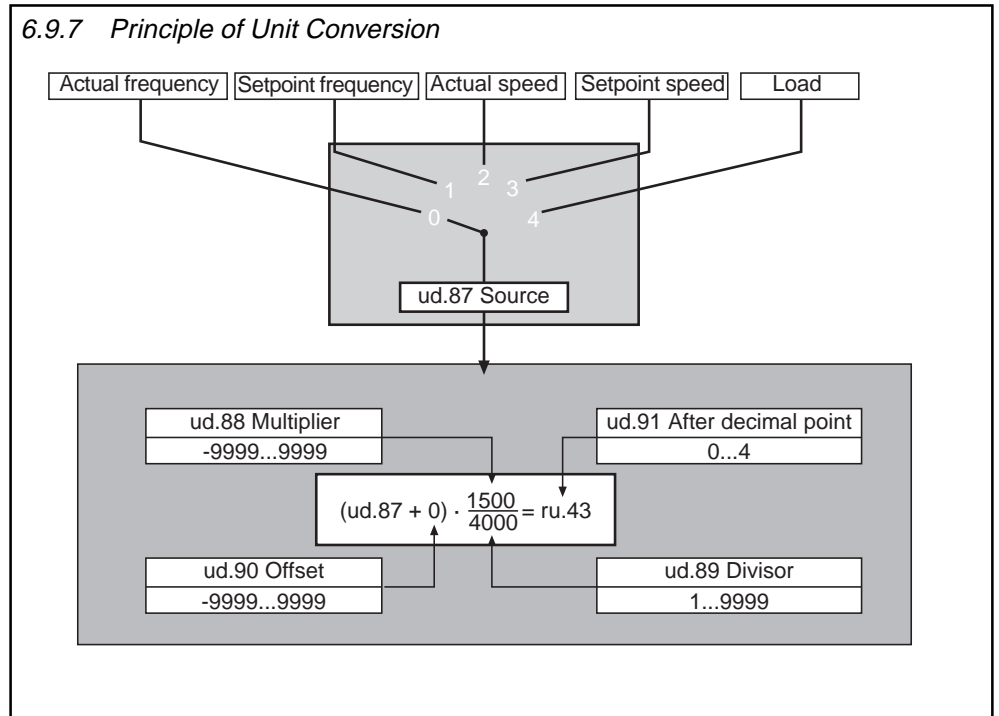 6.9.7 Principle of Unit Conversion
Actual frequency
Setpoint frequency
Actual speed
Setpoint speed
Load
0
1
2
3
4
ud.87 Source
ud.88 Multiplier
-9999...9999
ud.91 After decimal point
0...4
(ud.87 + 0) · 1500/4000 = ru.43
ud.90 Offset
-9999...9999
ud.89 Divisor
1...9999